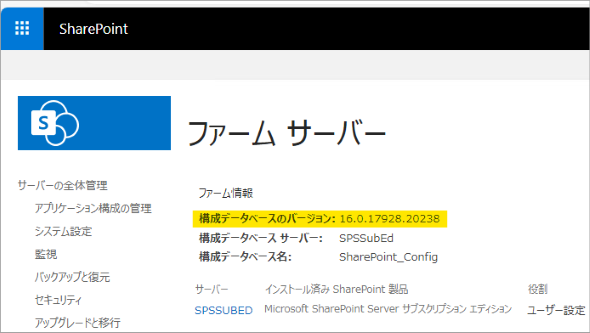 SharePoint
S
ファーム サーバー
サーバーの全体管理
アプリケーション構成の管理
システム設定
監視
バックアップと復元
セキュリティ
アップグレードと移行
ファーム情報
構成データベースのバージョン: 16.0.17928.20238
構成データベース サーバー: SPSSubEd
構成データベース名: SharePoint_Config
サーバー インストール済み SharePoint 製品 役割
SPSSUBED Microsoft SharePoint Server サブスクリプション エディション ユーザー設定